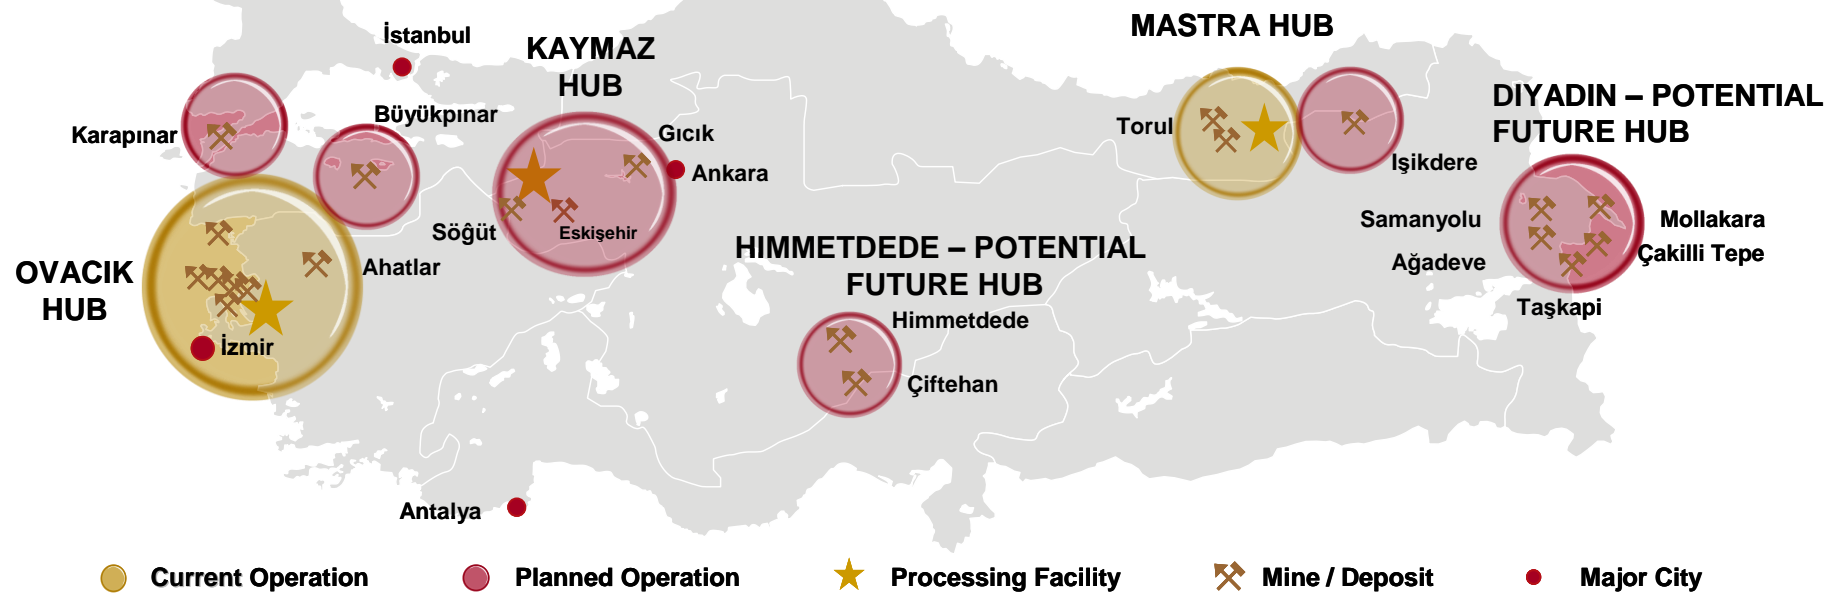 MASTRA HUB
İstanbul
KAYMAZ
HUB
DIYADIN – POTENTIAL
FUTURE HUB
Büyükpınar
Karapınar
Gıcık
Torul
Ankara
Işikdere
Söğüt
Eskişehir
Samanyolu
Mollakara
HIMMETDEDE – POTENTIAL
FUTURE HUB
Çakilli Tepe
Ağadeve
OVACIK
HUB
Ahatlar
Taşkapi
Himmetdede
İzmir
Çiftehan
Antalya
Current Operation
Planned Operation
Processing Facility
Mine / Deposit
Major City